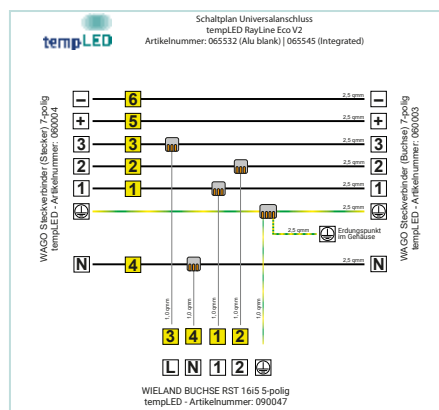 tempLED
Schaltplan Universalanschluss
tempLED RayLine Eco V2
Artikelnummer: 065532 (Alu blank) | 065545 (Integrated)
WAGO Steckverbinder (Stecker) 7-polig
tempLED - Artikelnummer: 060004
− 6 2,5 qmm −
+ 5 2,5 qmm +
3 3 2,5 qmm 3
2 2 2,5 qmm 2
1 1 2,5 qmm 1
2,5 qmm
2,5 qmm
Erdungspunkt
im Gehäuse
N 4 2,5 qmm N
WAGO Steckverbinder (Buchse) 7-polig
tempLED - Artikelnummer: 060003
1,0 qmm 1,0 qmm 1,0 qmm 1,0 qmm 1,0 qmm
3 4 1 2
L N 1 2
WIELAND BUCHSE RST 16i5 5-polig
tempLED - Artikelnummer: 090047